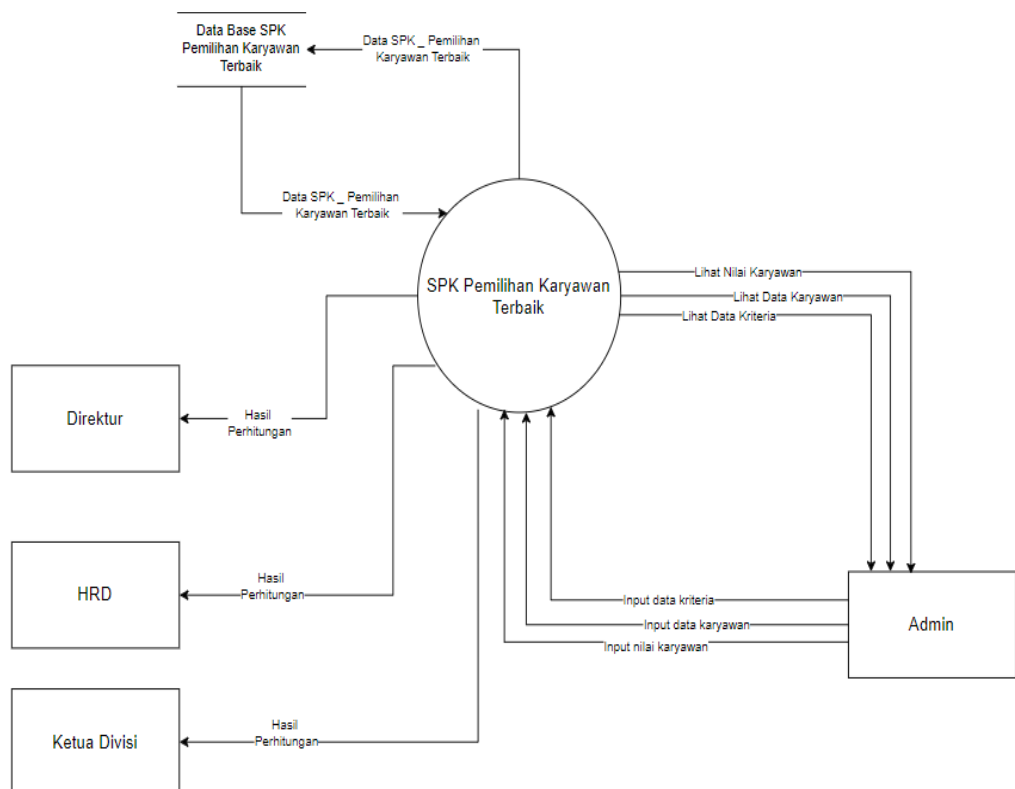 Data Base SPK
Pemilihan Karyawan
Terbaik
Data SPK _ Pemilihan
Karyawan Terbaik
Data SPK _ Pemilihan
Karyawan Terbaik
SPK Pemilihan Karyawan
Terbaik
Lihat Nilai Karyawan
Lihat Data Karyawan
Lihat Data Kriteria
Direktur
Hasil
Perhitungan
HRD
Hasil
Perhitungan
Input data kriteria
Input data karyawan
Input nilai karyawan
Admin
Ketua Divisi
Hasil
Perhitungan